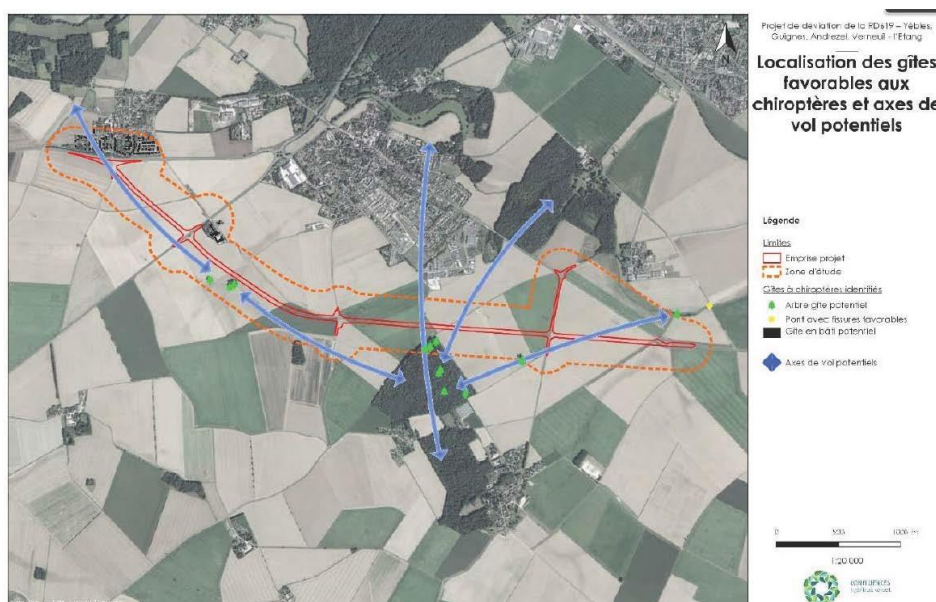 Projet de déviation de la RD619 – Yèbles,
Guignes, Andrezel, Verneuil - l'Etang
Localisation des gîtes
favorables aux
chiroptères et axes de
vol potentiels
N
Légende
Limites
Emprise projet
Zone d'étude
Gîtes à chiroptères identifiés
Arbre gîte potentiel
Pont avec fissures favorables
Gîte en bâti potentiel
Axes de vol potentiels
0 500 1000 m
1:20 000